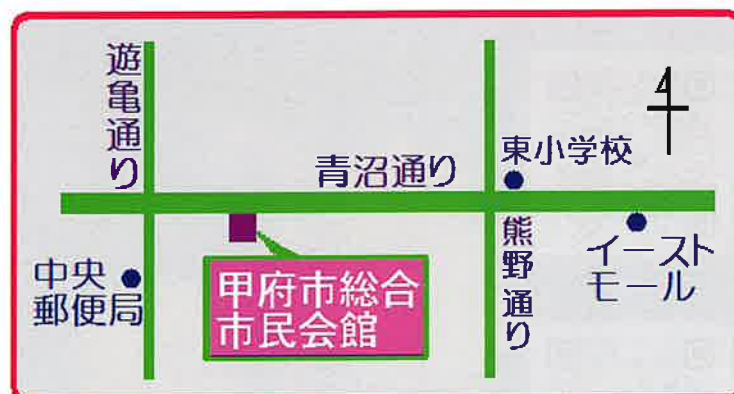 遊亀通り
青沼通り
東小学校
熊野通り
イースト
モール
中央
郵便局
甲府市総合
市民会館